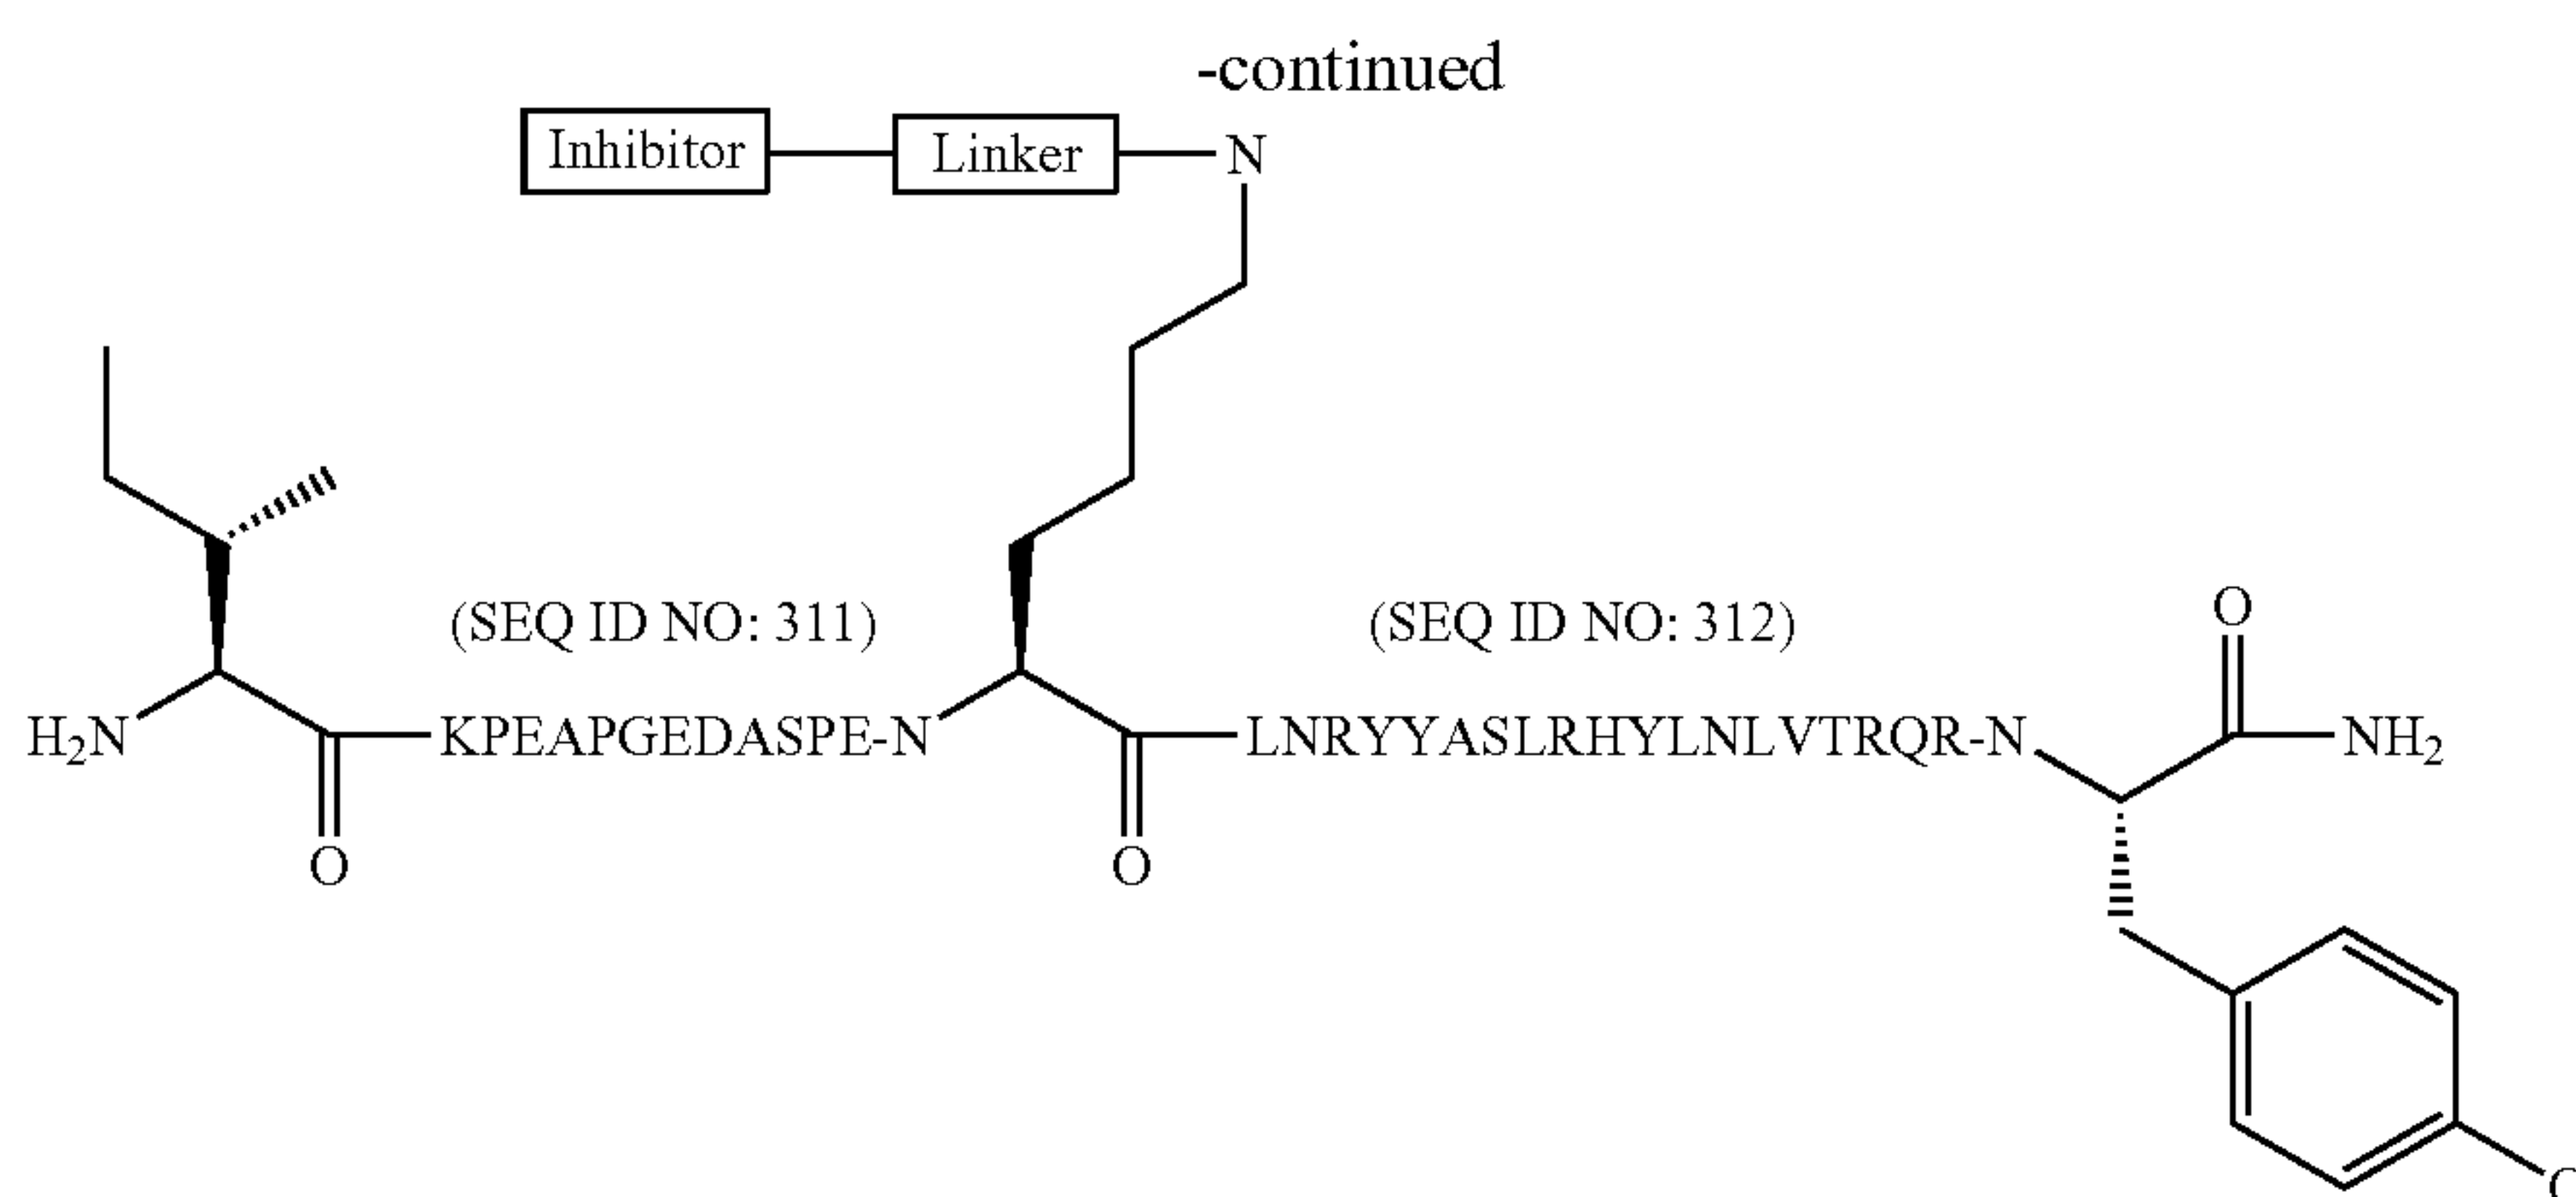 -continued
Inhibitor Linker N
(SEQ ID NO: 311) (SEQ ID NO: 312) O
H₂N KPEAPGEDASPE-N LNRYYASLRHYLNLVTRQR-N NH₂
O O